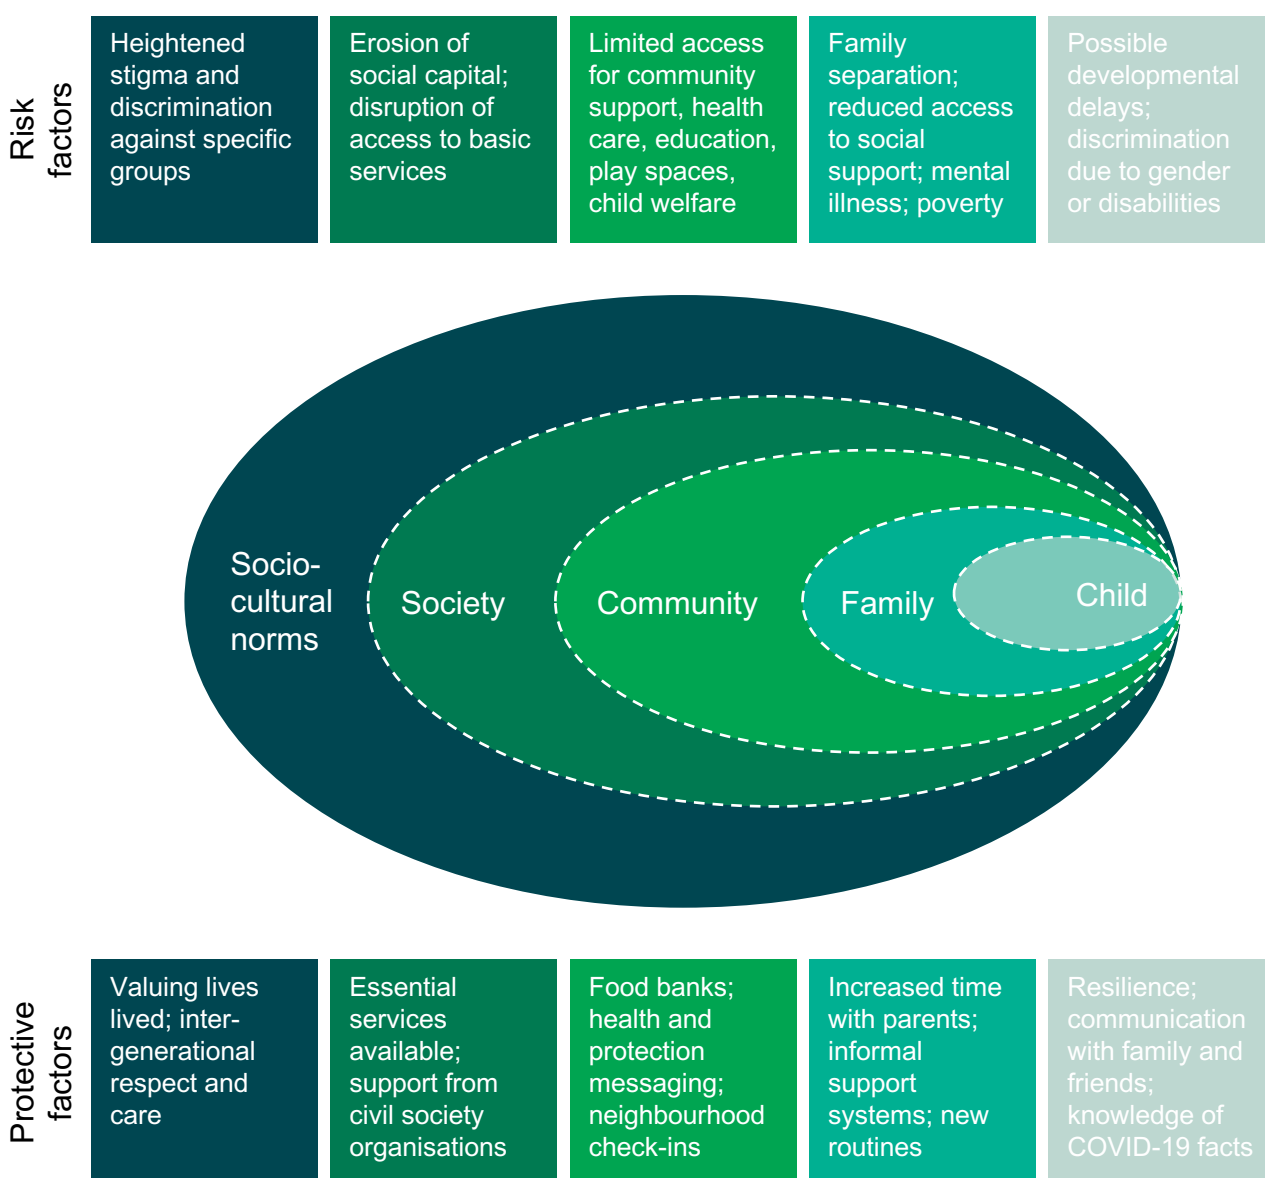 Risk
factors
Heightened
stigma and
discrimination
against specific
groups
Erosion of
social capital;
disruption of
access to basic
services
Limited access
for community
support, health
care, education,
play spaces,
child welfare
Family
separation;
reduced access
to social
support; mental
illness; poverty
Possible
developmental
delays;
discrimination
due to gender
or disabilities
Socio-
cultural
norms
Society
Community
Family
Child
Protective
factors
Valuing lives
lived; inter-
generational
respect and
care
Essential
services
available;
support from
civil society
organisations
Food banks;
health and
protection
messaging;
neighbourhood
check-ins
Increased time
with parents;
informal
support
systems; new
routines
Resilience;
communication
with family and
friends;
knowledge of
COVID-19 facts